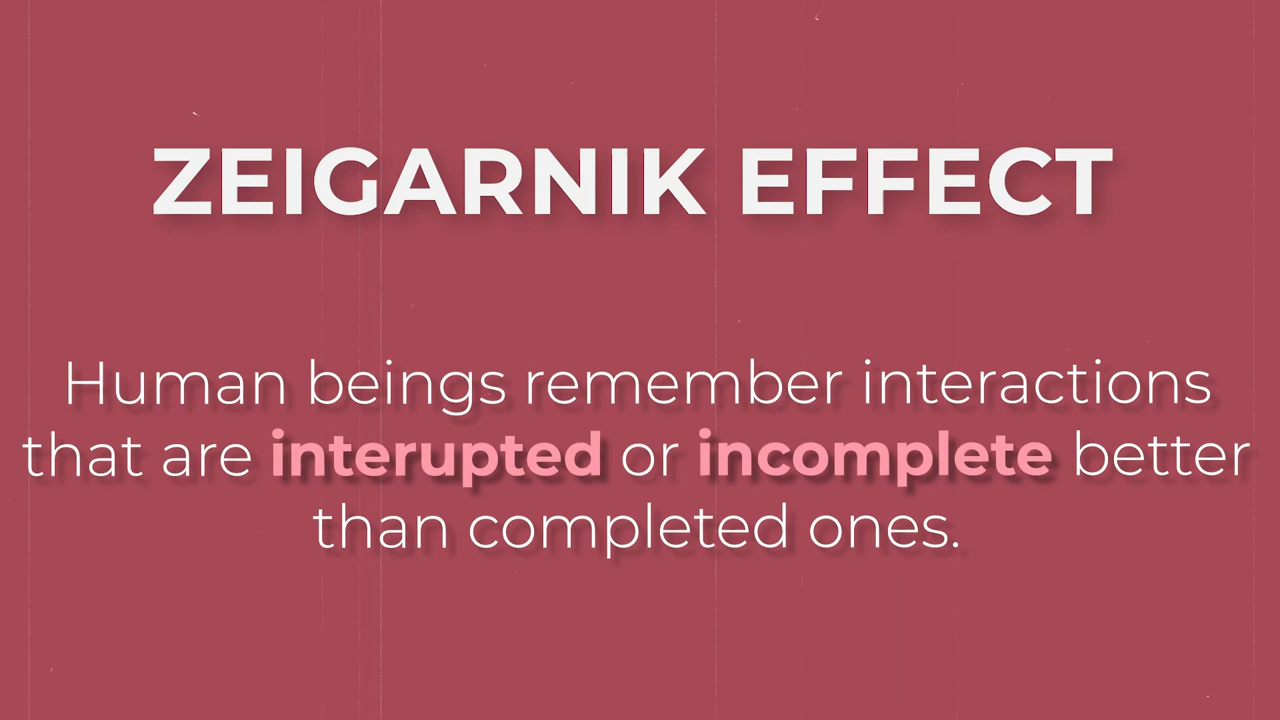 ZEIGARNIK EFFECT
Human beings remember interactions
that are interupted or incomplete better
than completed ones.